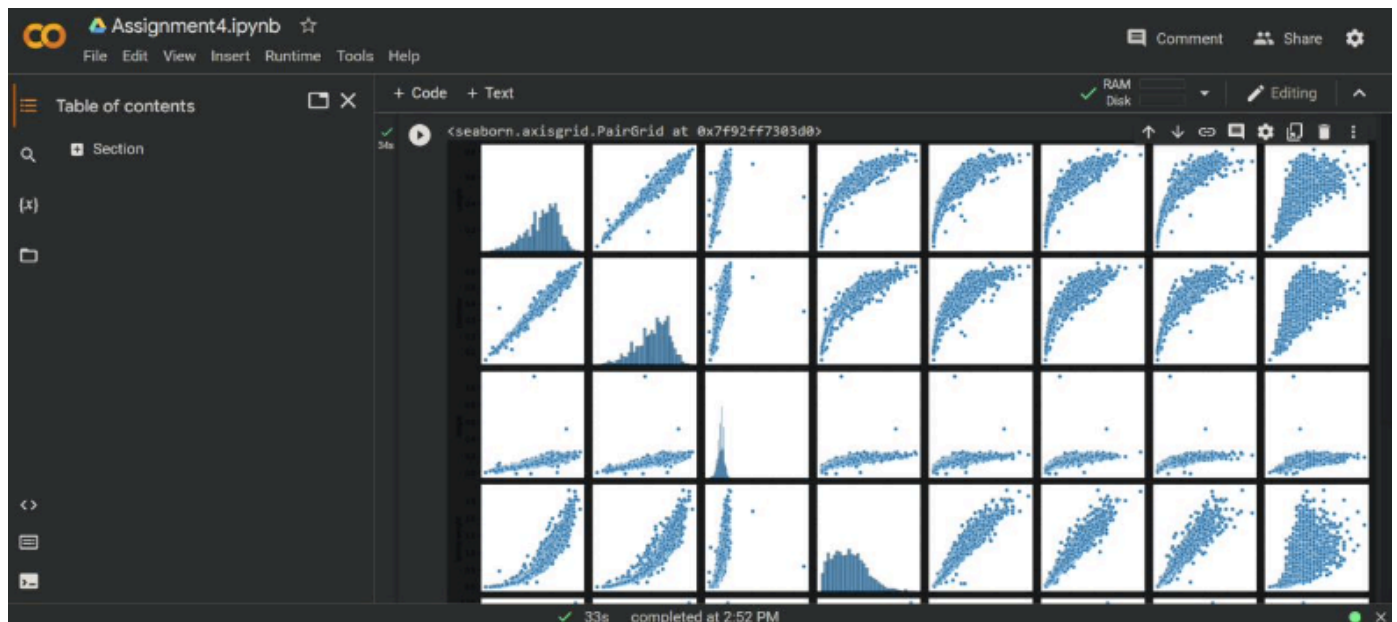 CO
Assignment4.ipynb
File Edit View Insert Runtime Tools Help
Comment
Share
Table of contents
+ Code + Text
RAM
Disk
Editing
<seaborn.axisgrid.PairGrid at 0x7f92ff7303d0>
34s
Section
{x}
33s completed at 2:52 PM